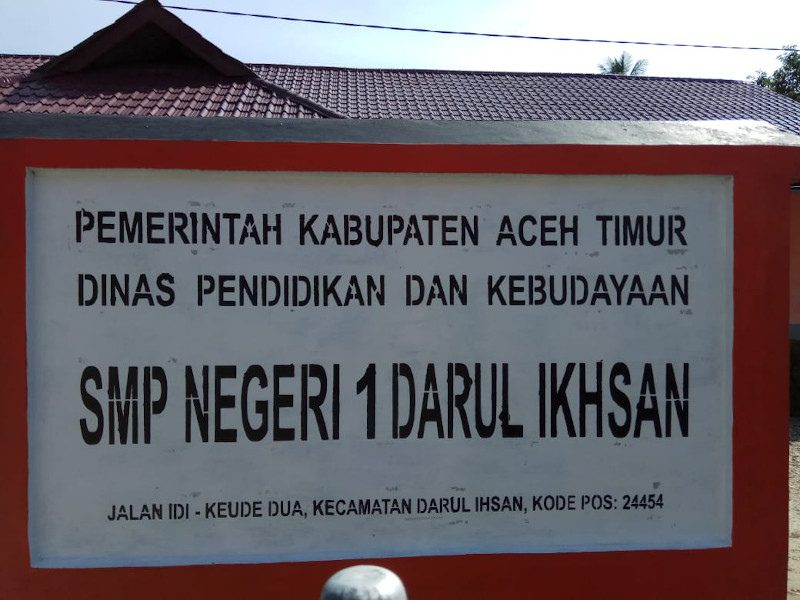 PEMERINTAH KABUPATEN ACEH TIMUR
DINAS PENDIDIKAN DAN KEBUDAYAAN
SMP NEGERI 1 DARUL IKHSAN
JALAN IDI - KEUDE DUA, KECAMATAN DARUL IHSAN, KODE POS: 24454